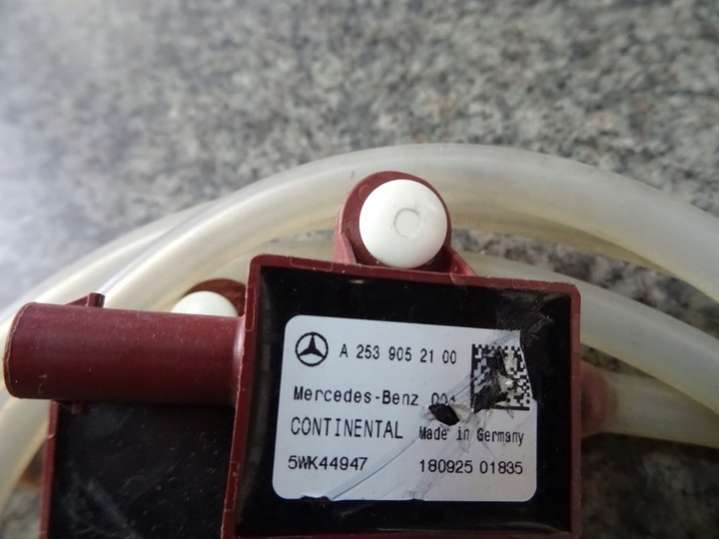 A 253 905 21 00
Mercedes-Benz
CONTINENTAL Made in Germany
5WK44947 180925 01835